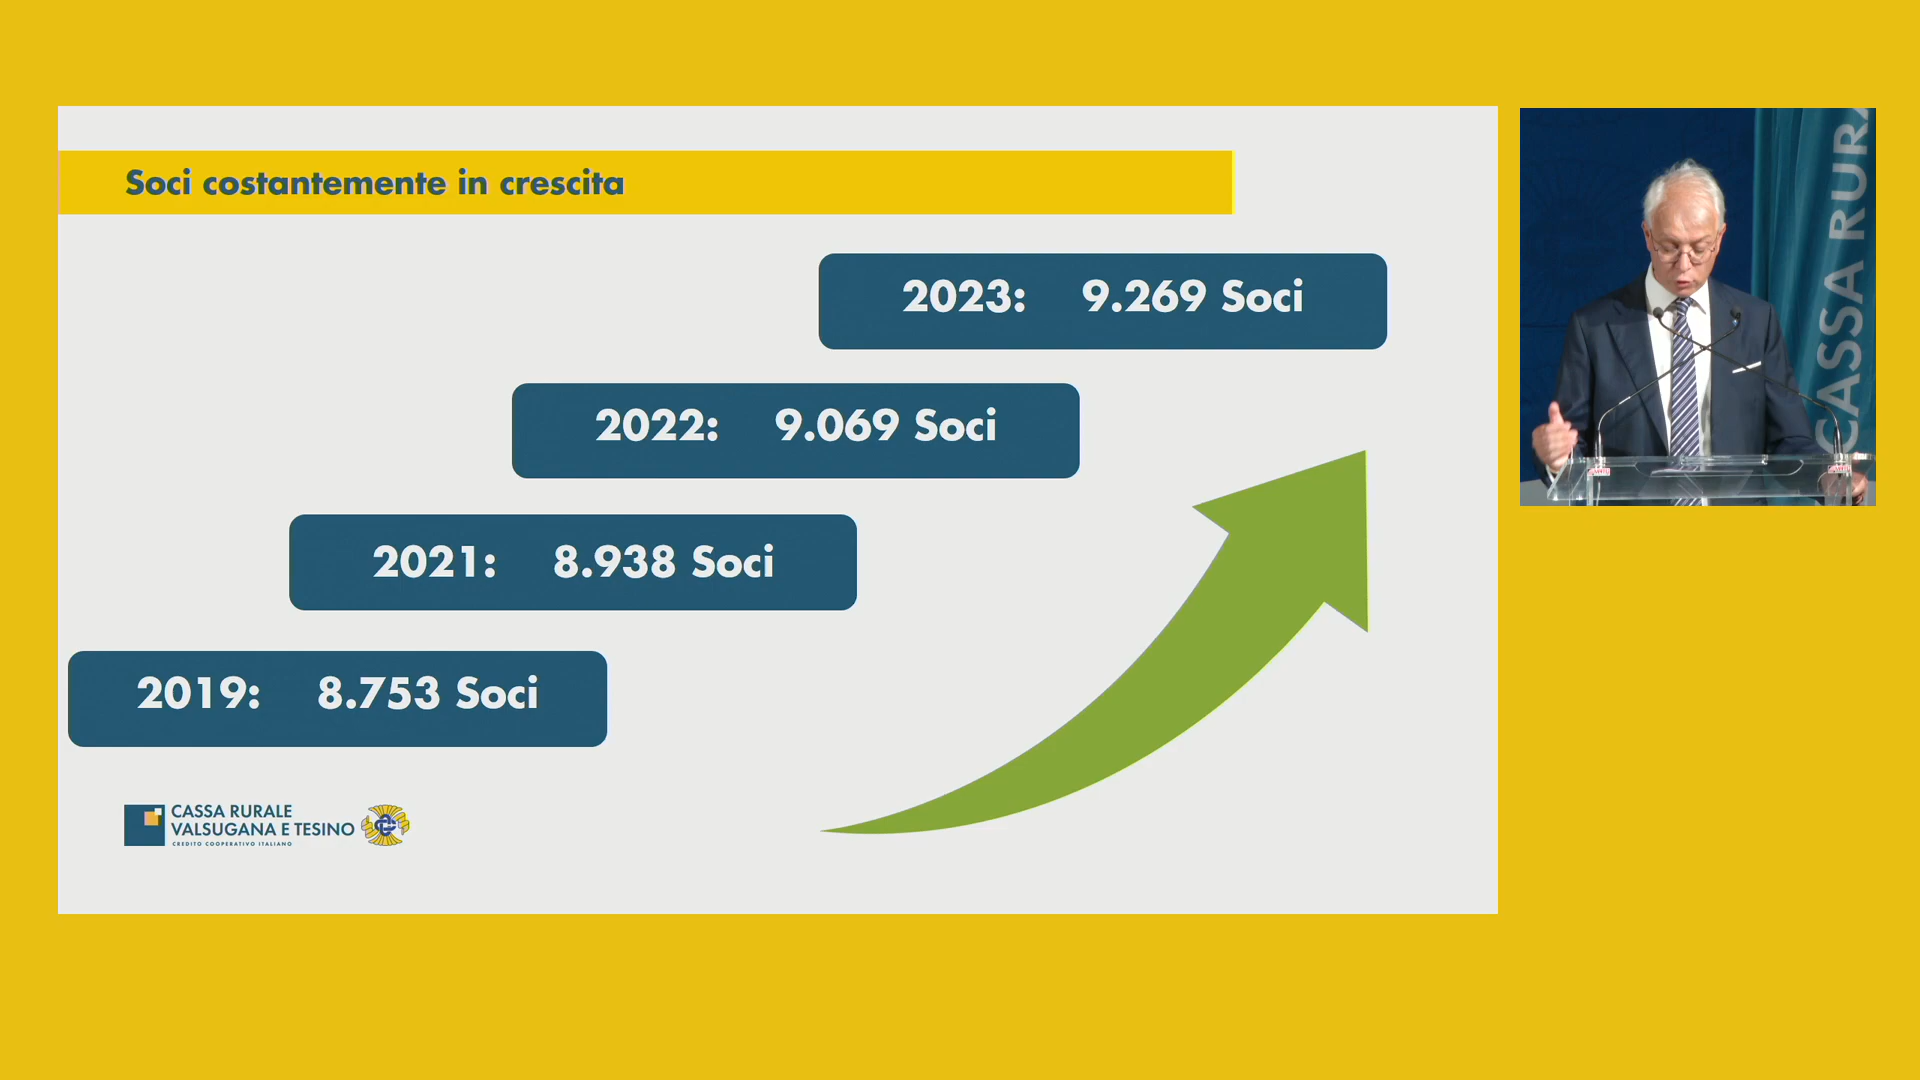 Soci costantemente in crescita
2023: 9.269 Soci
2022: 9.069 Soci
2021: 8.938 Soci
2019: 8.753 Soci
CASSA RURALE
VALSUGANA E TESINO
CREDITO COOPERATIVO ITALIANO
CASSA RURA